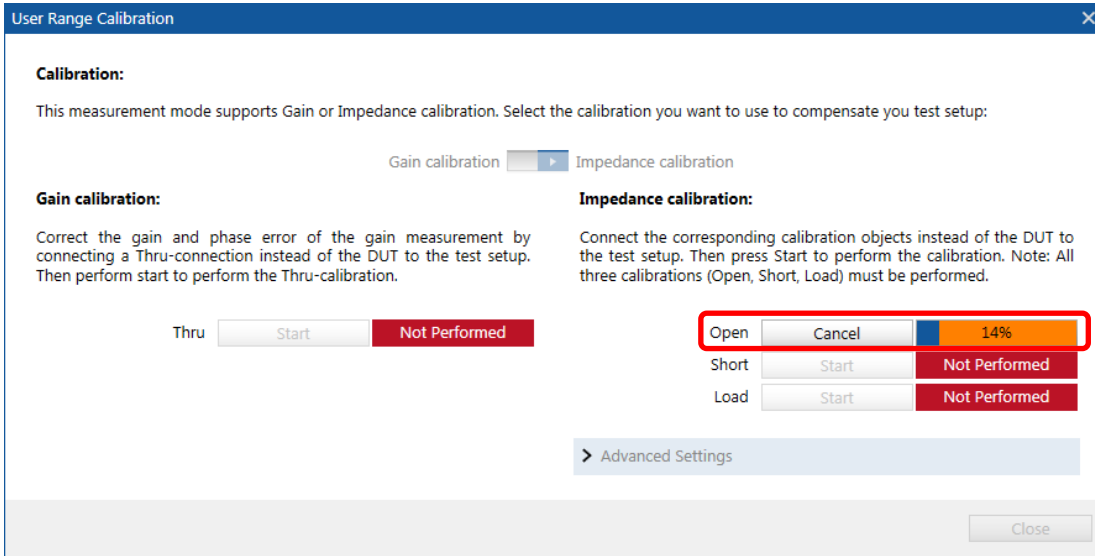 User Range Calibration
Calibration:
This measurement mode supports Gain or Impedance calibration. Select the calibration you want to use to compensate you test setup:
Gain calibration Impedance calibration
Gain calibration:
Correct the gain and phase error of the gain measurement by
connecting a Thru-connection instead of the DUT to the test setup.
Then perform start to perform the Thru-calibration.
Thru Start Not Performed
Impedance calibration:
Connect the corresponding calibration objects instead of the DUT to
the test setup. Then press Start to perform the calibration. Note: All
three calibrations (Open, Short, Load) must be performed.
Open Cancel 14%
Short Start Not Performed
Load Start Not Performed
Advanced Settings
Close